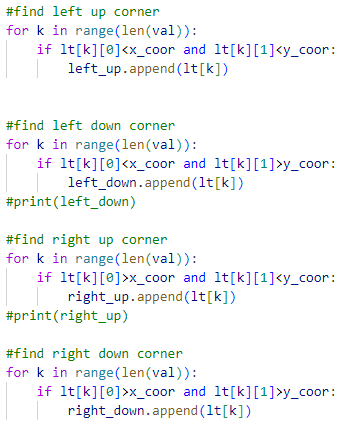 #find left up corner
for k in range(len(val)):
    if lt[k][0]<x_coor and lt[k][1]<y_coor:
        left_up.append(lt[k])
#find left down corner
for k in range(len(val)):
    if lt[k][0]<x_coor and lt[k][1]>y_coor:
        left_down.append(lt[k])
#print(left_down)
#find right up corner
for k in range(len(val)):
    if lt[k][0]>x_coor and lt[k][1]<y_coor:
        right_up.append(lt[k])
#print(right_up)
#find right down corner
for k in range(len(val)):
    if lt[k][0]>x_coor and lt[k][1]>y_coor:
        right_down.append(lt[k])